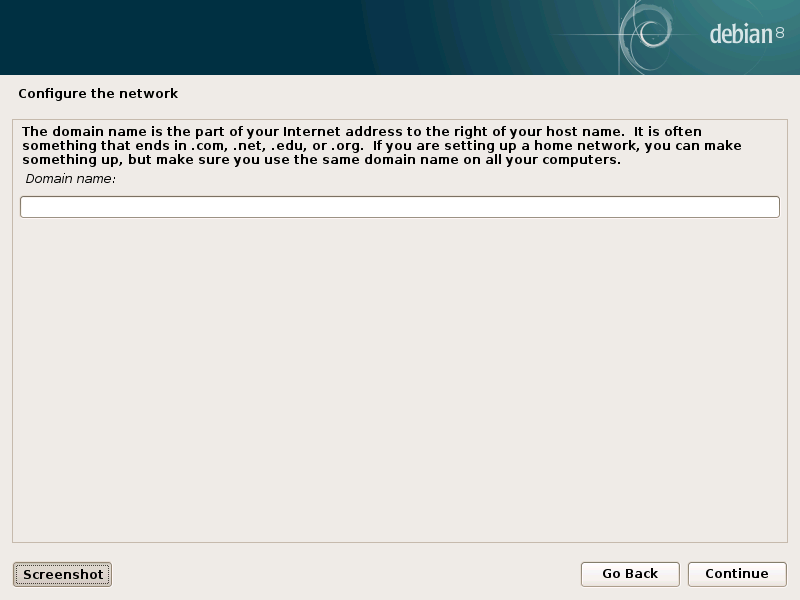 debian 8
Configure the network
The domain name is the part of your Internet address to the right of your host name.  It is often
something that ends in .com, .net, .edu, or .org.  If you are setting up a home network, you can make
something up, but make sure you use the same domain name on all your computers.
Domain name:
Screenshot
Go Back
Continue